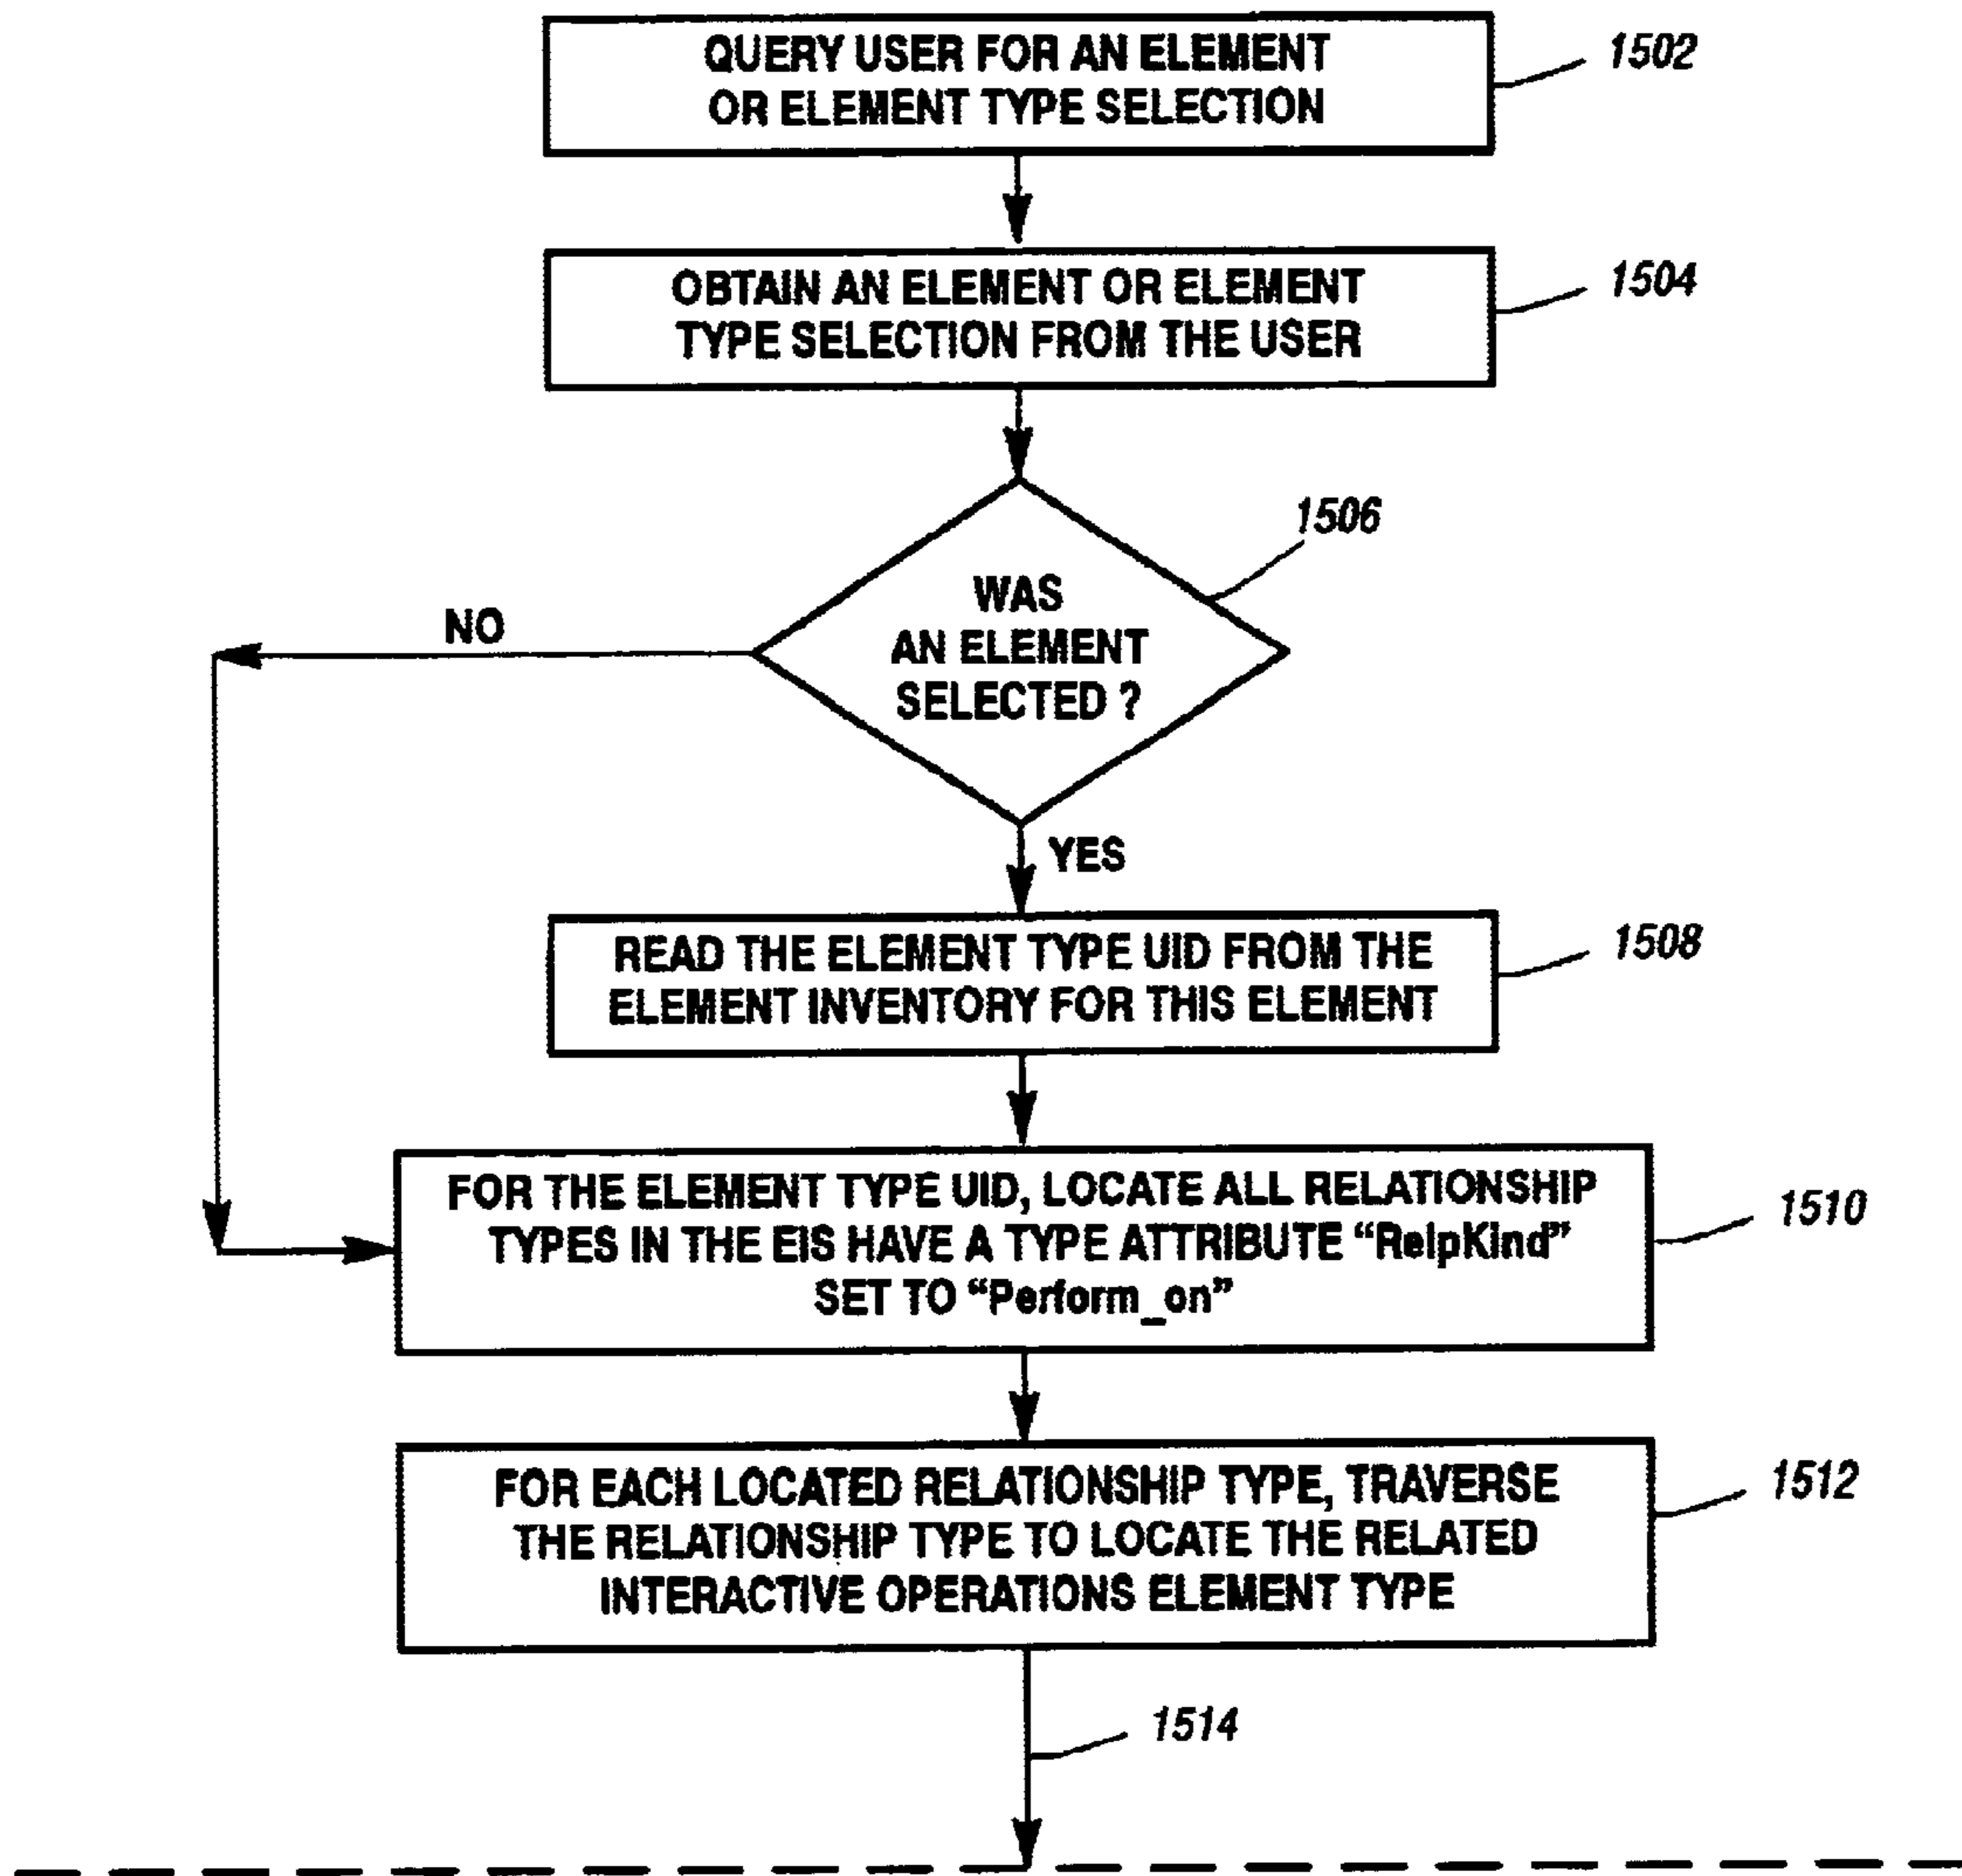 QUERY USER FOR AN ELEMENT
OR ELEMENT TYPE SELECTION
1502
OBTAIN AN ELEMENT OR ELEMENT
TYPE SELECTION FROM THE USER
1504
1506
WAS
AN ELEMENT
SELECTED ?
NO
YES
READ THE ELEMENT TYPE UID FROM THE
ELEMENT INVENTORY FOR THIS ELEMENT
1508
FOR THE ELEMENT TYPE UID, LOCATE ALL RELATIONSHIP
TYPES IN THE EIS HAVE A TYPE ATTRIBUTE “RelpKind”
SET TO “Perform_on”
1510
FOR EACH LOCATED RELATIONSHIP TYPE, TRAVERSE
THE RELATIONSHIP TYPE TO LOCATE THE RELATED
INTERACTIVE OPERATIONS ELEMENT TYPE
1512
1514